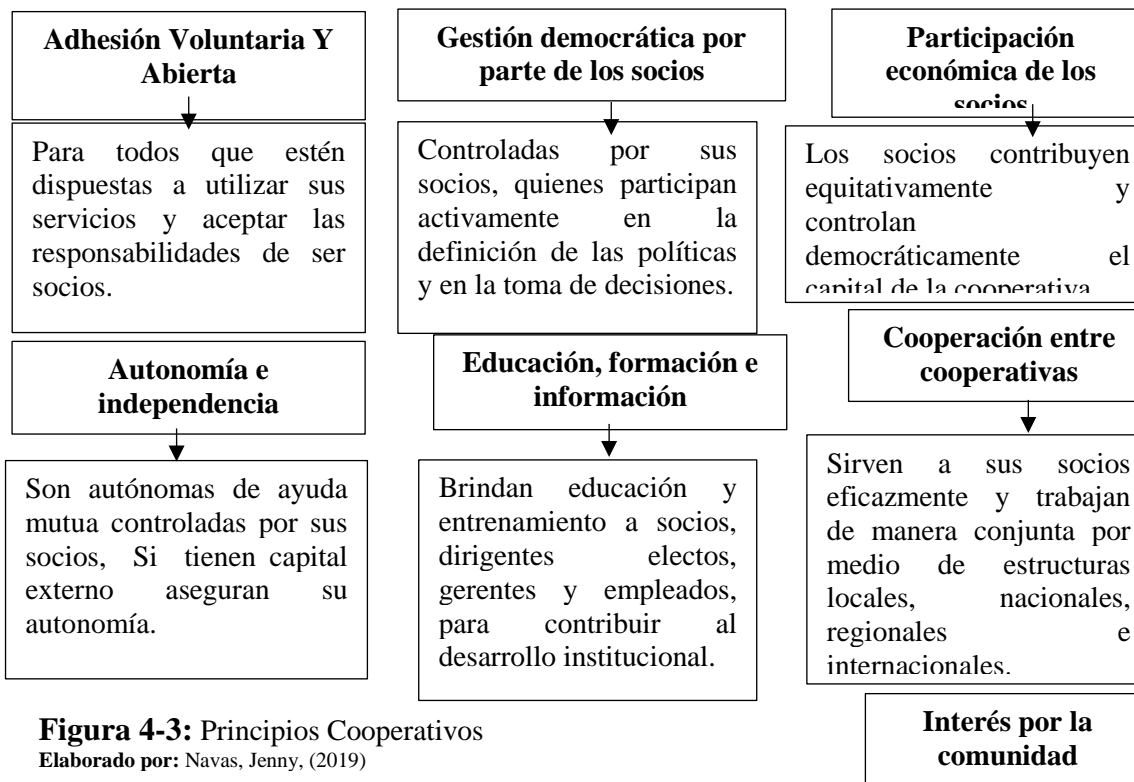 Adhesión Voluntaria Y
Abierta
Para todos que estén
dispuestas a utilizar sus
servicios y aceptar las
responsabilidades de ser
socios.
Gestión democrática por
parte de los socios
Controladas por sus
socios, quienes participan
activamente en la
definición de las políticas
y en la toma de decisiones.
Participación
económica de los
socios
Los socios contribuyen
equitativamente y
controlan
democráticamente el
capital de la cooperativa
Autonomía e
independencia
Son autónomas de ayuda
mutua controladas por sus
socios, Si tienen capital
externo aseguran su
autonomía.
Educación, formación e
información
Brindan educación y
entrenamiento a socios,
dirigentes electos,
gerentes y empleados,
para contribuir al
desarrollo institucional.
Cooperación entre
cooperativas
Sirven a sus socios
eficazmente y trabajan
de manera conjunta por
medio de estructuras
locales, nacionales,
regionales e
internacionales.
Interés por la
comunidad
Figura 4-3: Principios Cooperativos
Elaborado por: Navas, Jenny, (2019)